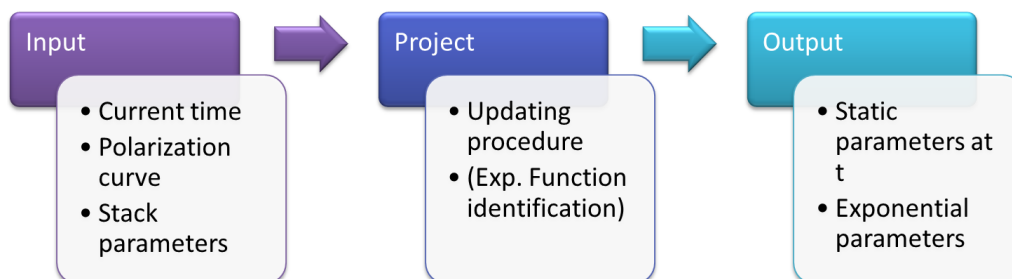 Input
• Current time
• Polarization
curve
• Stack
parameters
Project
• Updating
procedure
• (Exp. Function
identification)
Output
• Static
parameters at
t
• Exponential
parameters